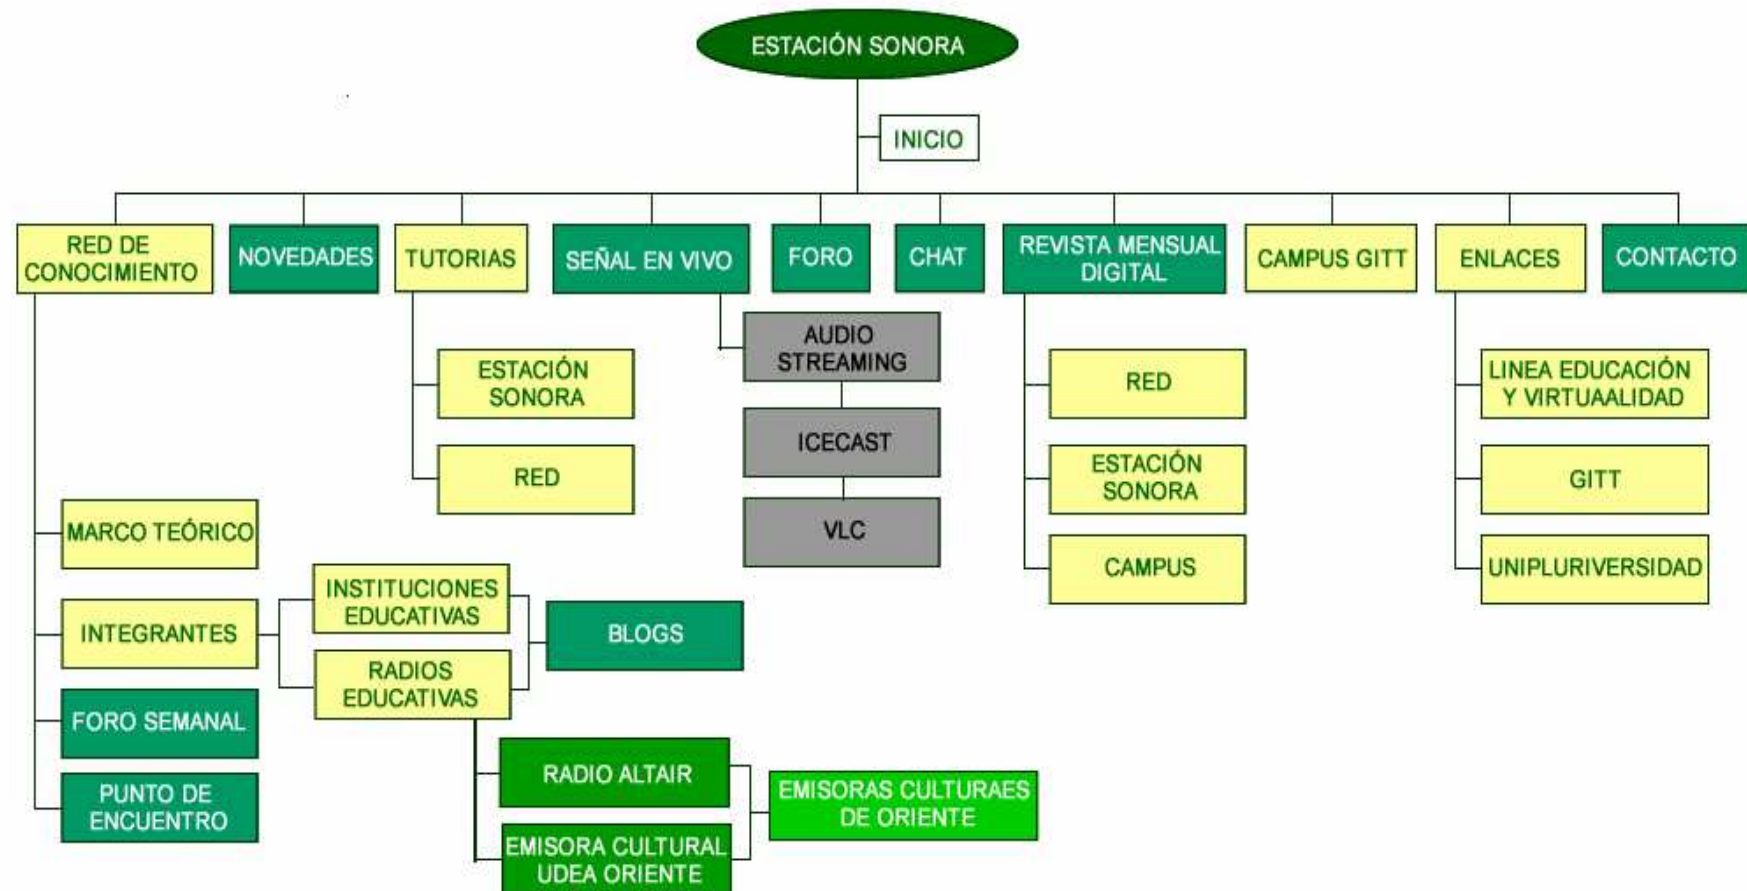 ESTACIÓN SONORA
INICIO
RED DE
CONOCIMIENTO
NOVEDADES
TUTORIAS
SEÑAL EN VIVO
FORO
CHAT
REVISTA MENSUAL
DIGITAL
CAMPUS GITT
ENLACES
CONTACTO
MARCO TEÓRICO
INTEGRANTES
INSTITUCIONES
EDUCATIVAS
RADIOS
EDUCATIVAS
BLOGS
RADIO ALTAIR
EMISORA CULTURAL
UDEA ORIENTE
EMISORAS CULTURAES
DE ORIENTE
FORO SEMANAL
PUNTO DE
ENCUENTRO
ESTACIÓN
SONORA
RED
AUDIO
STREAMING
ICECAST
VLC
RED
ESTACIÓN
SONORA
CAMPUS
LINEA EDUCACIÓN
Y VIRTUAALIDAD
GITT
UNIPLURIVERSIDAD